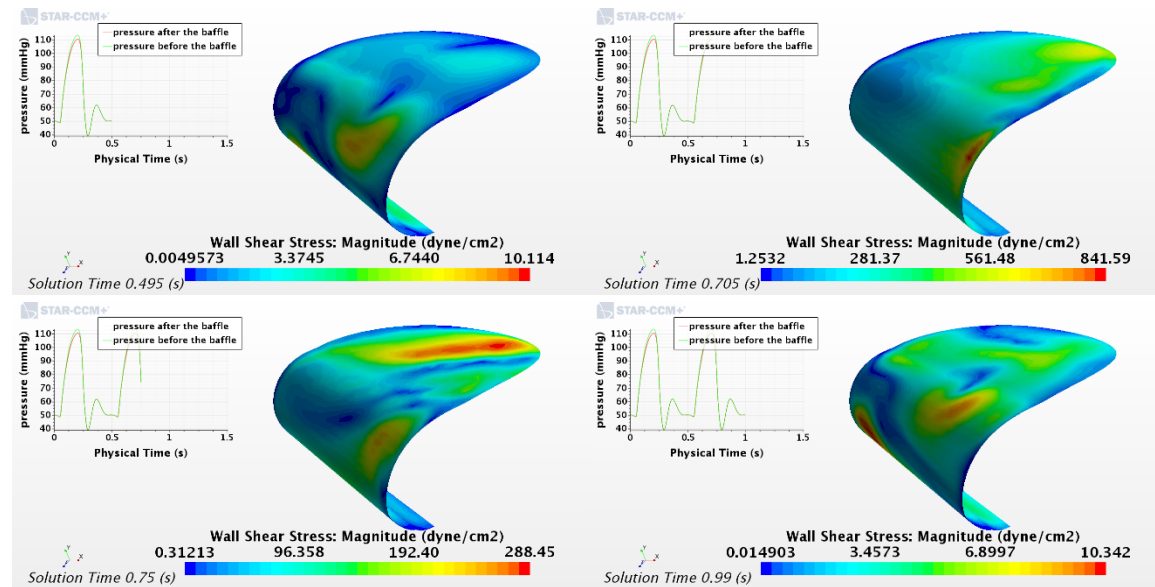 STAR-CCM+
pressure after the baffle
pressure before the baffle
pressure (mmHg)
110
100
90
80
70
60
50
40
0 0.5 1 1.5
Physical Time (s)
Wall Shear Stress: Magnitude (dyne/cm2)
0.0049573 3.3745 6.7440 10.114
Y X
Solution Time 0.495 (s)
STAR-CCM+
pressure after the baffle
pressure before the baffle
pressure (mmHg)
110
100
90
80
70
60
50
40
0 0.5 1 1.5
Physical Time (s)
Wall Shear Stress: Magnitude (dyne/cm2)
1.2532 281.37 561.48 841.59
Y X
Solution Time 0.705 (s)
STAR-CCM+
pressure after the baffle
pressure before the baffle
pressure (mmHg)
110
100
90
80
70
60
50
40
0 0.5 1 1.5
Physical Time (s)
Wall Shear Stress: Magnitude (dyne/cm2)
0.31213 96.358 192.40 288.45
Y X
Solution Time 0.75 (s)
STAR-CCM+
pressure after the baffle
pressure before the baffle
pressure (mmHg)
110
100
90
80
70
60
50
40
0 0.5 1 1.5
Physical Time (s)
Wall Shear Stress: Magnitude (dyne/cm2)
0.014903 3.4573 6.8997 10.342
Y X
Solution Time 0.99 (s)